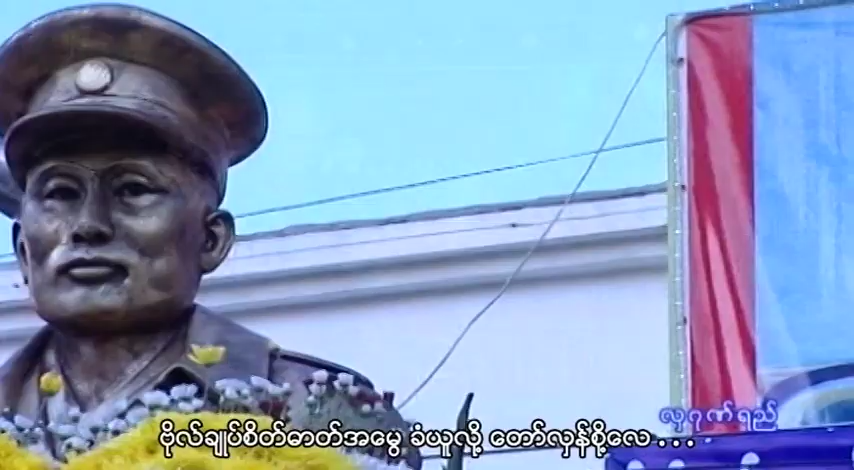 လှဂုဏ်ရည်
ဗိုလ်ချုပ်စိတ်ဓာတ်အမွေ ခံယူလို့ တော်လှန်စို့လေ ....